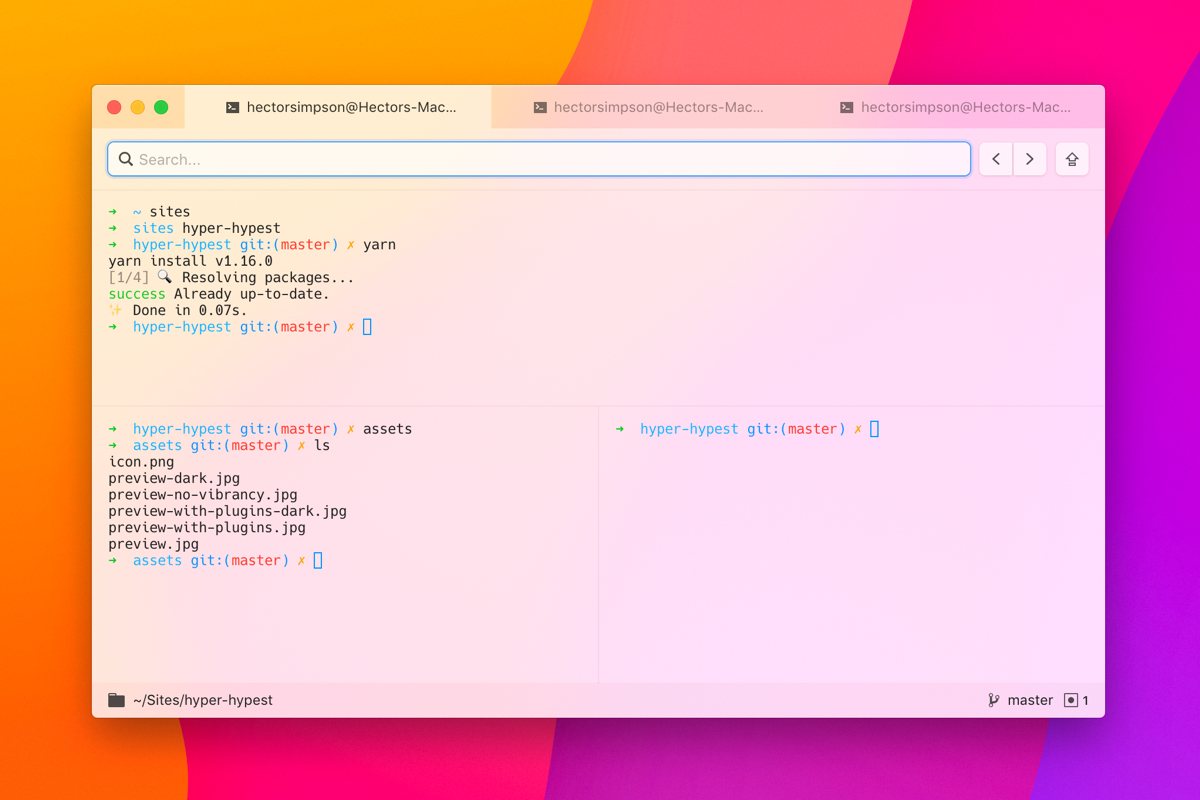 hectorsimpson@Hectors-Mac...
hectorsimpson@Hectors-Mac...
hectorsimpson@Hectors-Mac...
Search...
➜ ~ sites
➜ sites hyper-hypest
➜ hyper-hypest git:(master) ✗ yarn
yarn install v1.16.0
[1/4] 🔍 Resolving packages...
success Already up-to-date.
✨ Done in 0.07s.
➜ hyper-hypest git:(master) ✗
➜ hyper-hypest git:(master) ✗ assets
➜ assets git:(master) ✗ ls
icon.png
preview-dark.jpg
preview-no-vibrancy.jpg
preview-with-plugins-dark.jpg
preview-with-plugins.jpg
preview.jpg
➜ assets git:(master) ✗
➜ hyper-hypest git:(master) ✗
~/Sites/hyper-hypest
master 1